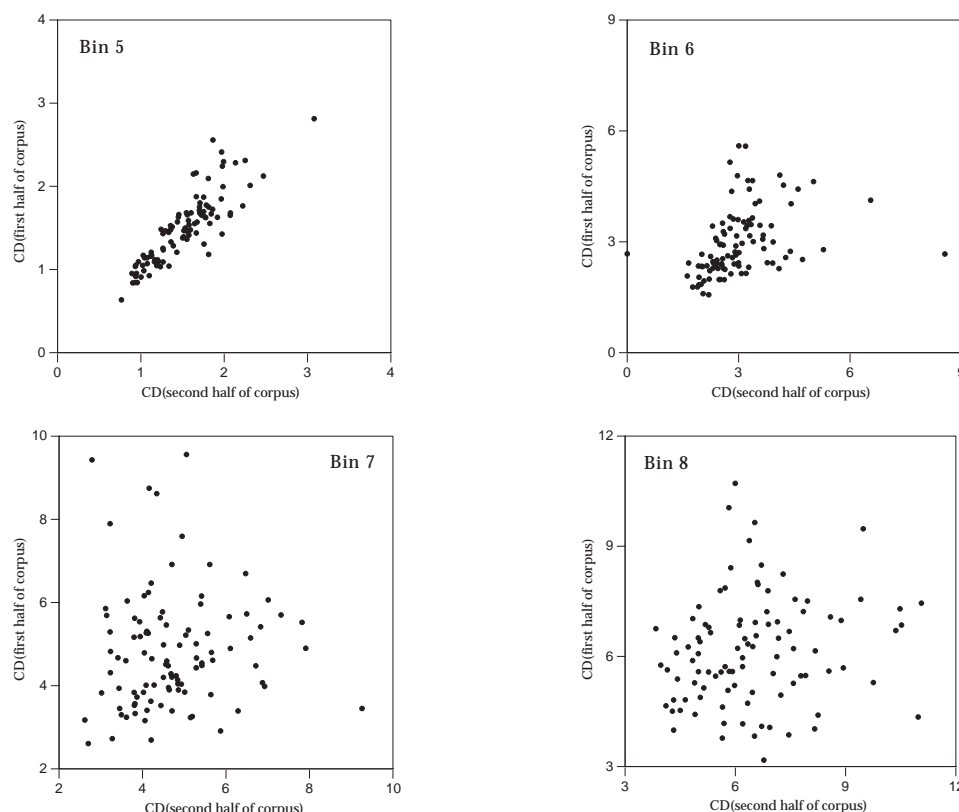 4
3
2
1
0
CD(first half of corpus)
Bin 5
0 1 2 3 4
CD(second half of corpus)
9
6
3
0
CD(first half of corpus)
Bin 6
0 3 6 9
CD(second half of corpus)
10
8
6
4
2
CD(first half of corpus)
Bin 7
2 4 6 8 10
CD(second half of corpus)
12
9
6
3
CD(first half of corpus)
Bin 8
3 6 9 12
CD(second half of corpus)